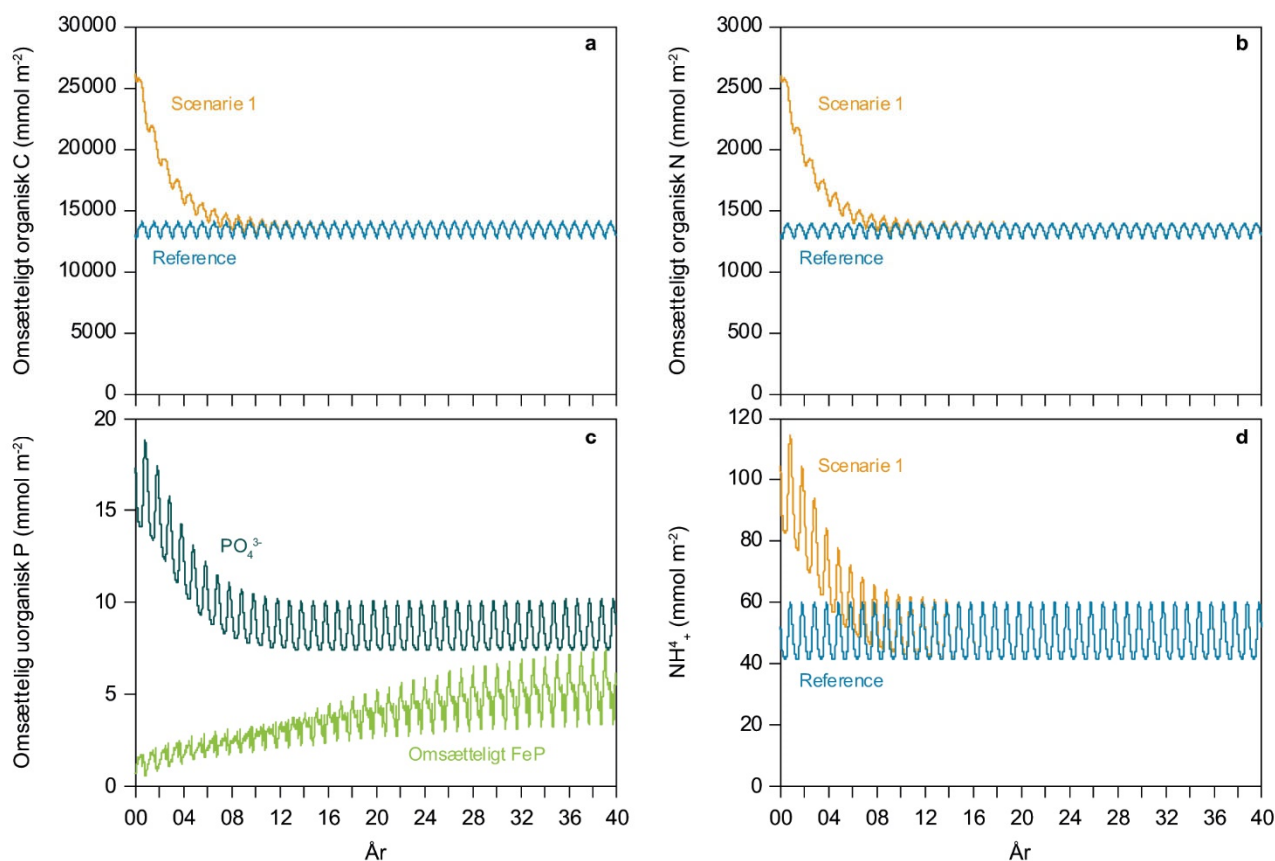 a
Omsætteligt organisk C (mmol m-2)
30000
25000
20000
15000
10000
5000
0
Scenarie 1
Reference
b
Omsætteligt organisk N (mmol m-2)
3000
2500
2000
1500
1000
500
0
Scenarie 1
Reference
c
Omsættelig uorganisk P (mmol m-2)
20
15
10
5
0
PO43-
Omsætteligt FeP
00 04 08 12 16 20 24 28 32 36 40
År
d
NH4+ (mmol m-2)
120
100
80
60
40
20
0
Scenarie 1
Reference
00 04 08 12 16 20 24 28 32 36 40
År